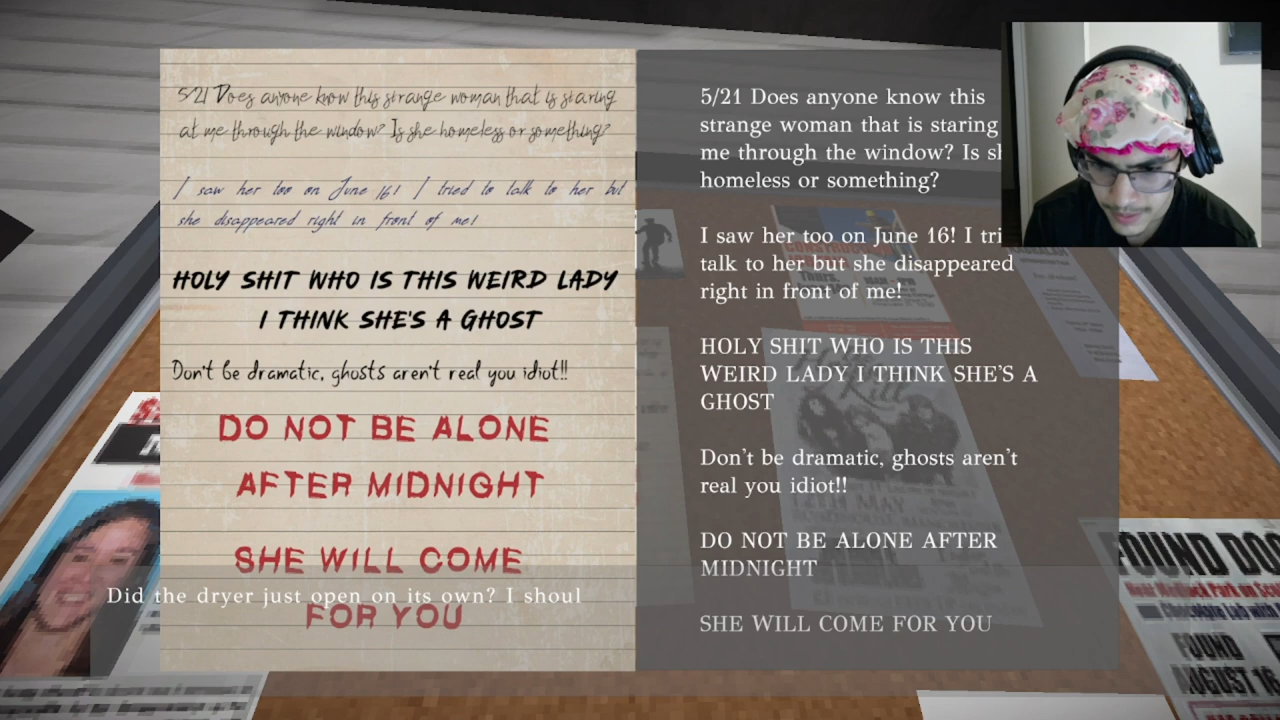 5/21 Does anyone know this strange woman that is staring
at me through the window? Is she homeless or something?
I saw her too on June 16! I tried to talk to her but
she disappeared right in front of me!
HOLY SHIT WHO IS THIS WEIRD LADY
I THINK SHE'S A GHOST
Don't be dramatic, ghosts aren't real you idiot!!
DO NOT BE ALONE
AFTER MIDNIGHT
SHE WILL COME
FOR YOU
Did the dryer just open on its own? I shoul
5/21 Does anyone know this
strange woman that is staring
me through the window? Is sh
homeless or something?
I saw her too on June 16! I tri
talk to her but she disappeared
right in front of me!
HOLY SHIT WHO IS THIS
WEIRD LADY I THINK SHE'S A
GHOST
Don't be dramatic, ghosts aren't
real you idiot!!
DO NOT BE ALONE AFTER
MIDNIGHT
SHE WILL COME FOR YOU
12TH MAY
FOUND DOG
FOUND
AUGUST 16